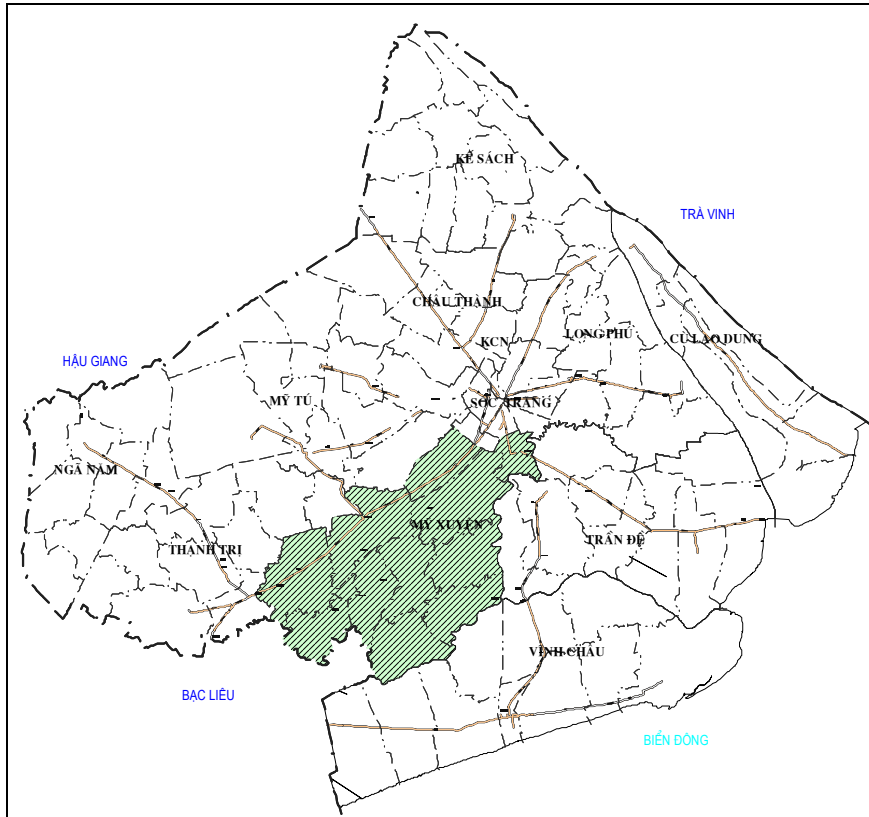 KẾ SÁCH
TRÀ VINH
CHÂU THÀNH
LONG PHÚ
KCN
CÙ LAO DUNG
HẬU GIANG
MỸ TÚ
SÓC TRĂNG
NGÃ NĂM
MỸ XUYÊN
TRẦN ĐỀ
THẠNH TRỊ
VĨNH CHÂU
BẠC LIÊU
BIỂN ĐÔNG